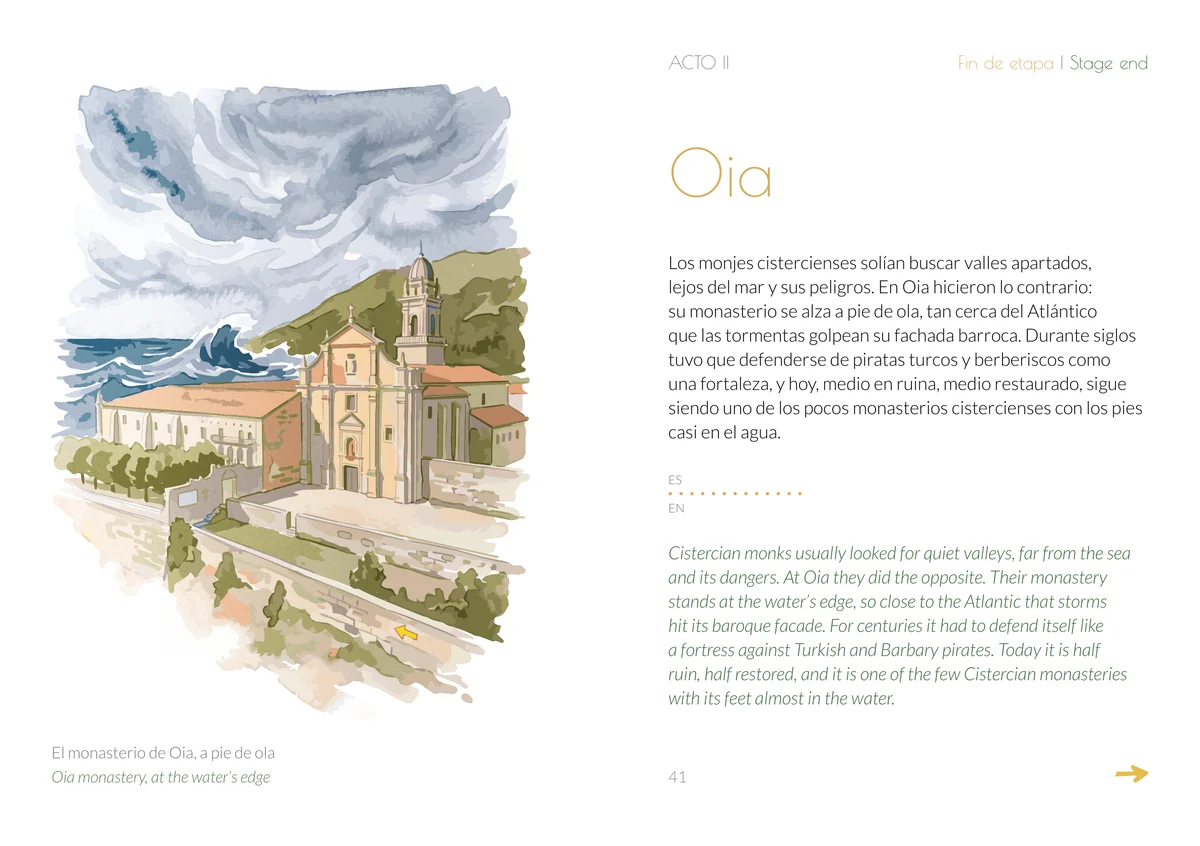 ACTO II
Fin de etapa | Stage end
Oia
Los monjes cistercienses solían buscar valles apartados,
lejos del mar y sus peligros. En Oia hicieron lo contrario:
su monasterio se alza a pie de ola, tan cerca del Atlántico
que las tormentas golpean su fachada barroca. Durante siglos
tuvo que defenderse de piratas turcos y berberiscos como
una fortaleza, y hoy, medio en ruina, medio restaurado, sigue
siendo uno de los pocos monasterios cistercienses con los pies
casi en el agua.
ES
EN
Cistercian monks usually looked for quiet valleys, far from the sea
and its dangers. At Oia they did the opposite. Their monastery
stands at the water’s edge, so close to the Atlantic that storms
hit its baroque facade. For centuries it had to defend itself like
a fortress against Turkish and Barbary pirates. Today it is half
ruin, half restored, and it is one of the few Cistercian monasteries
with its feet almost in the water.
El monasterio de Oia, a pie de ola
Oia monastery, at the water’s edge
41